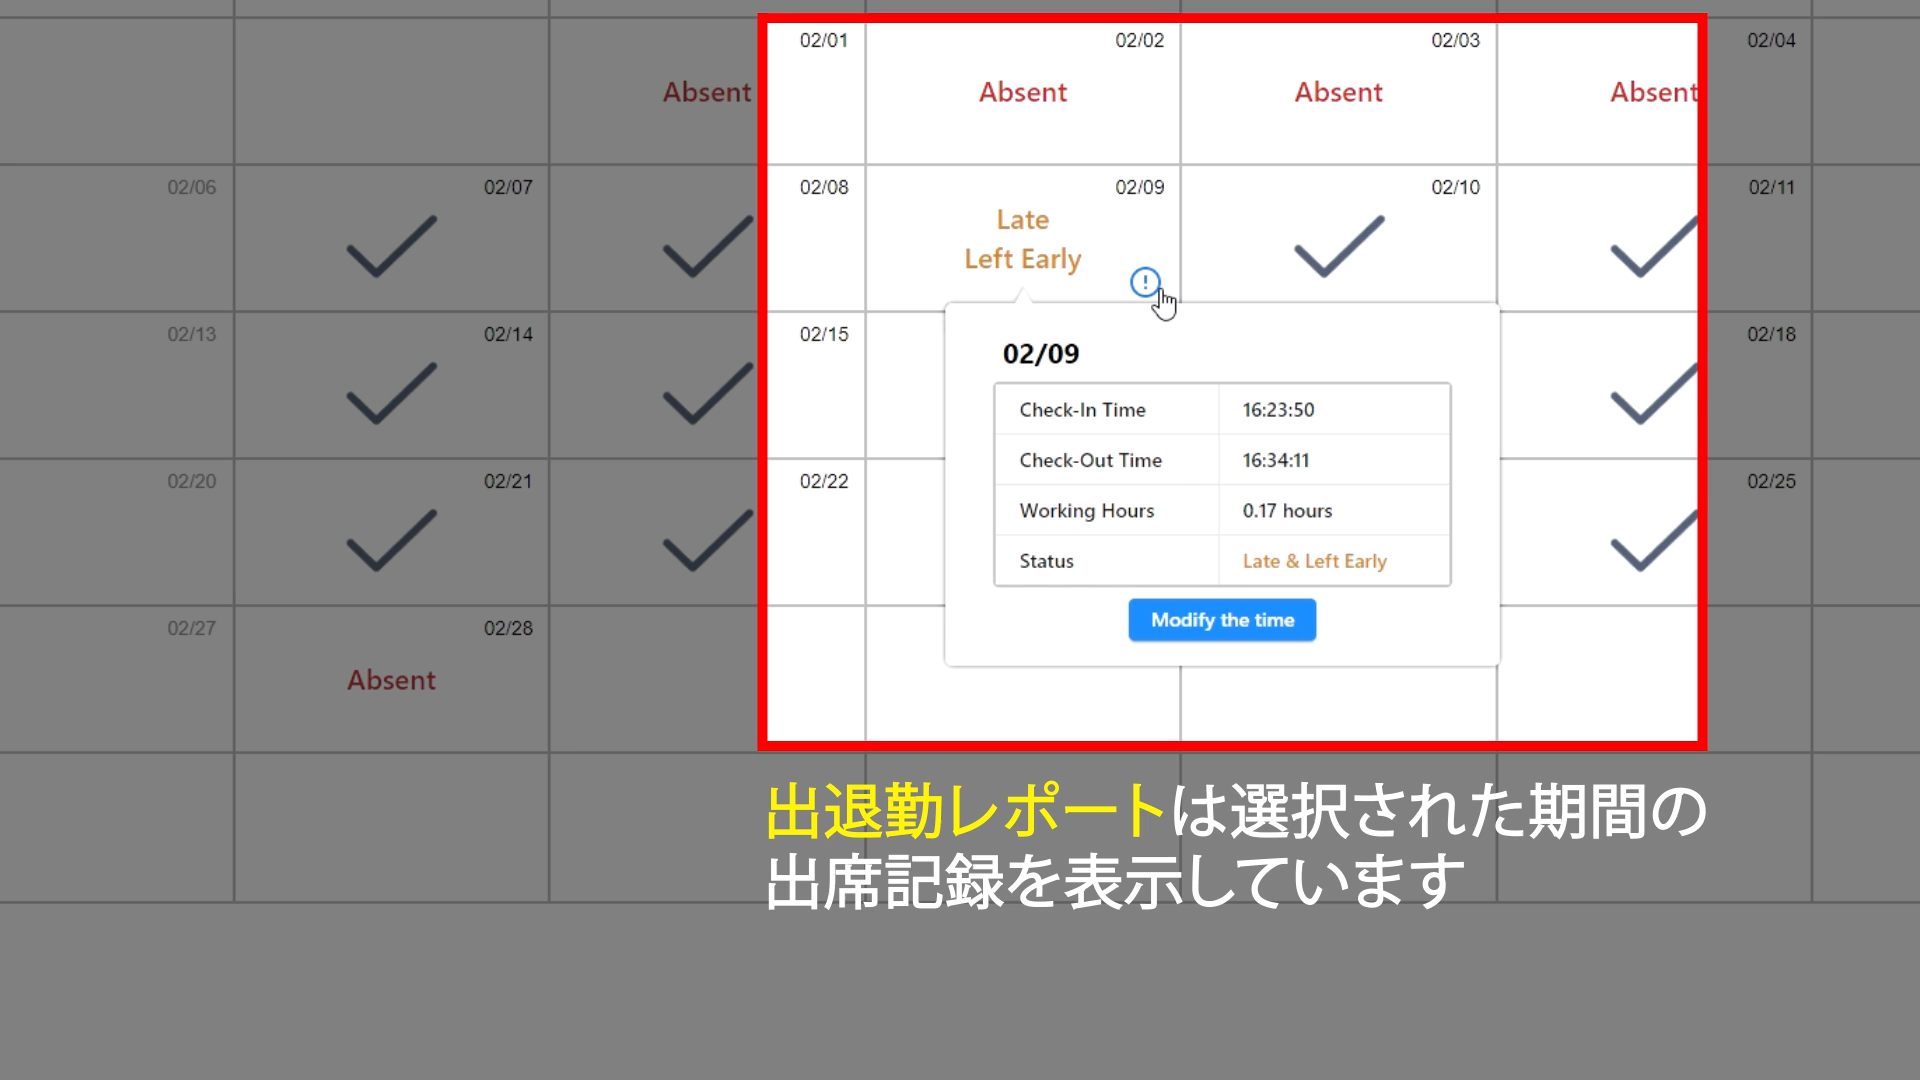 02/01 02/02 02/03 02/04
Absent Absent Absent Absent
02/06 02/07 02/08 02/09 02/10 02/11
Late
Left Early
02/13 02/14 02/15 02/18
02/09
Check-In Time 16:23:50
Check-Out Time 16:34:11
02/20 02/21 02/22 02/25
Working Hours 0.17 hours
Status Late & Left Early
Modify the time
02/27 02/28
Absent
出退勤レポートは選択された期間の
出席記録を表示しています